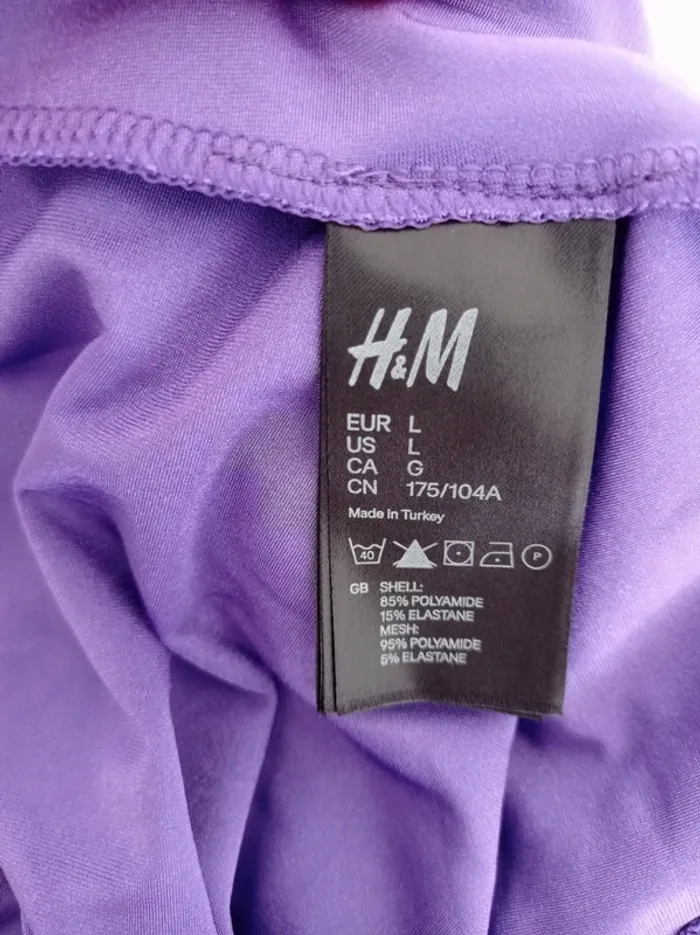 H&M
EUR L
US L
CA G
CN 175/104A
Made in Turkey
40 P
GB SHELL:
85% POLYAMIDE
15% ELASTANE
MESH:
95% POLYAMIDE
5% ELASTANE